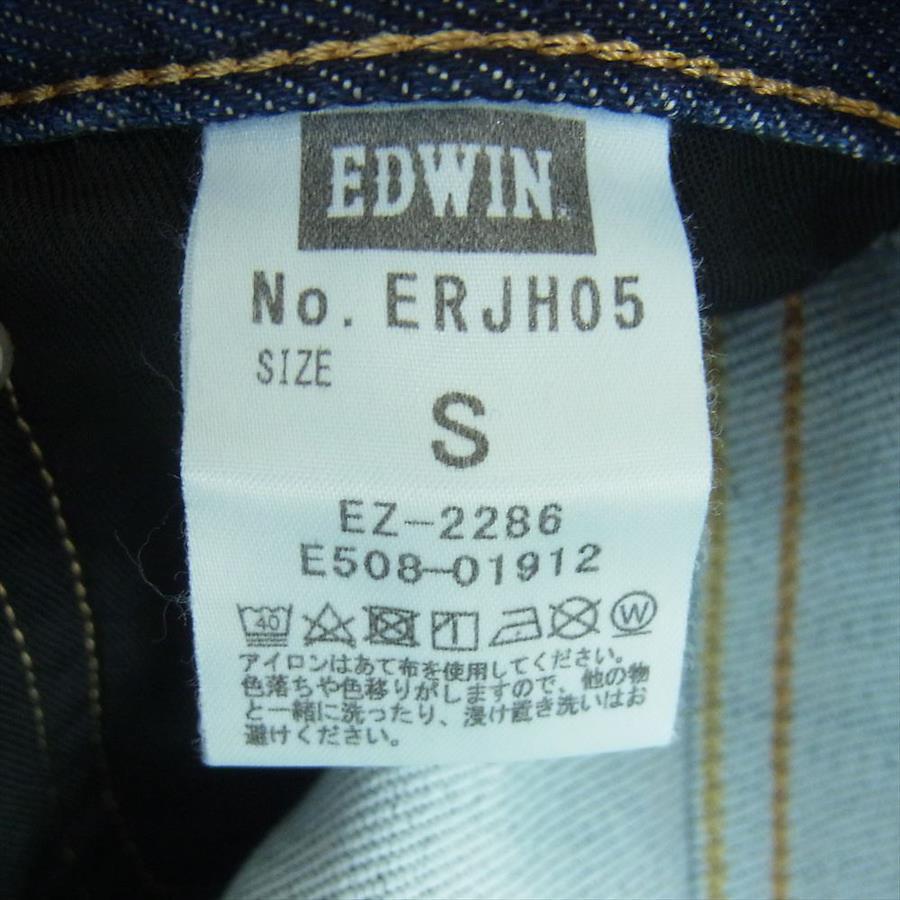 EDWIN
No. ERJH05
SIZE
S
EZ-2286
E508-01912
40
W
アイロンはあて布を使用してください。
色落ちや色移りがしますので、他の物
と一緒に洗ったり、浸け置き洗いはお
避けください。